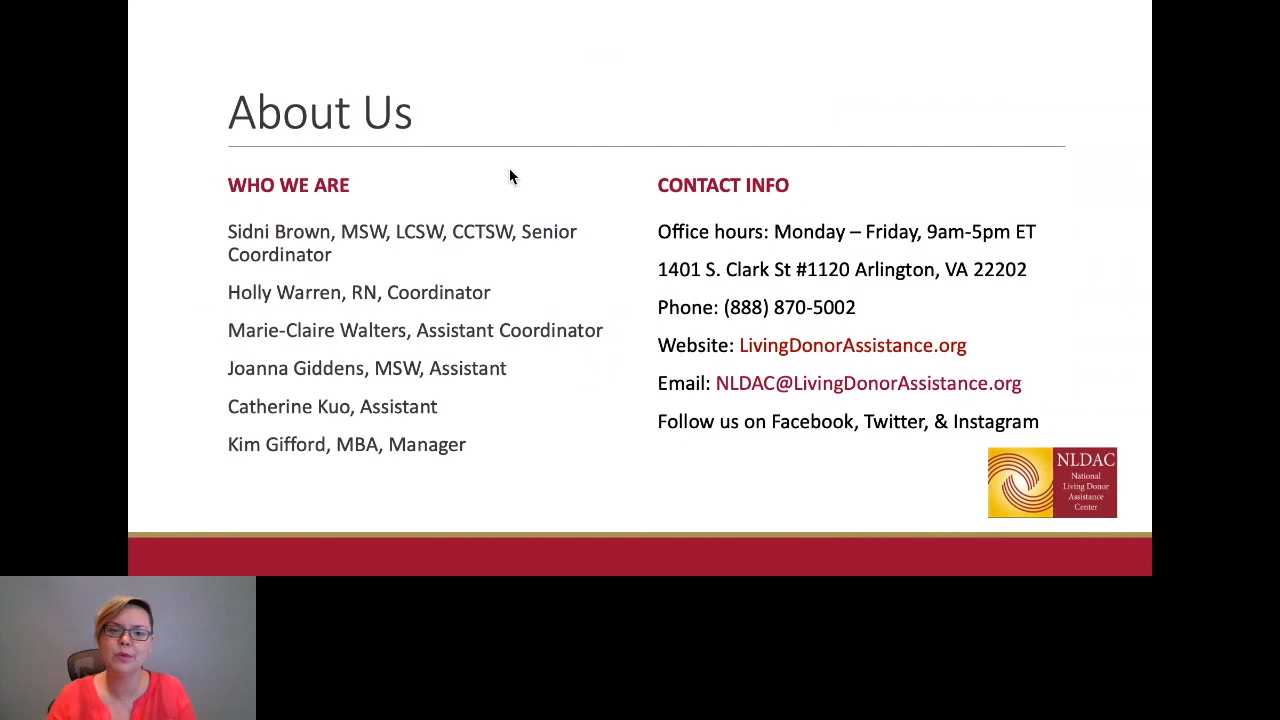 About Us
WHO WE ARE
Sidni Brown, MSW, LCSW, CCTSW, Senior
Coordinator
Holly Warren, RN, Coordinator
Marie-Claire Walters, Assistant Coordinator
Joanna Giddens, MSW, Assistant
Catherine Kuo, Assistant
Kim Gifford, MBA, Manager
CONTACT INFO
Office hours: Monday – Friday, 9am-5pm ET
1401 S. Clark St #1120 Arlington, VA 22202
Phone: (888) 870-5002
Website: LivingDonorAssistance.org
Email: NLDAC@LivingDonorAssistance.org
Follow us on Facebook, Twitter, & Instagram
NLDAC
National
Living Donor
Assistance
Center